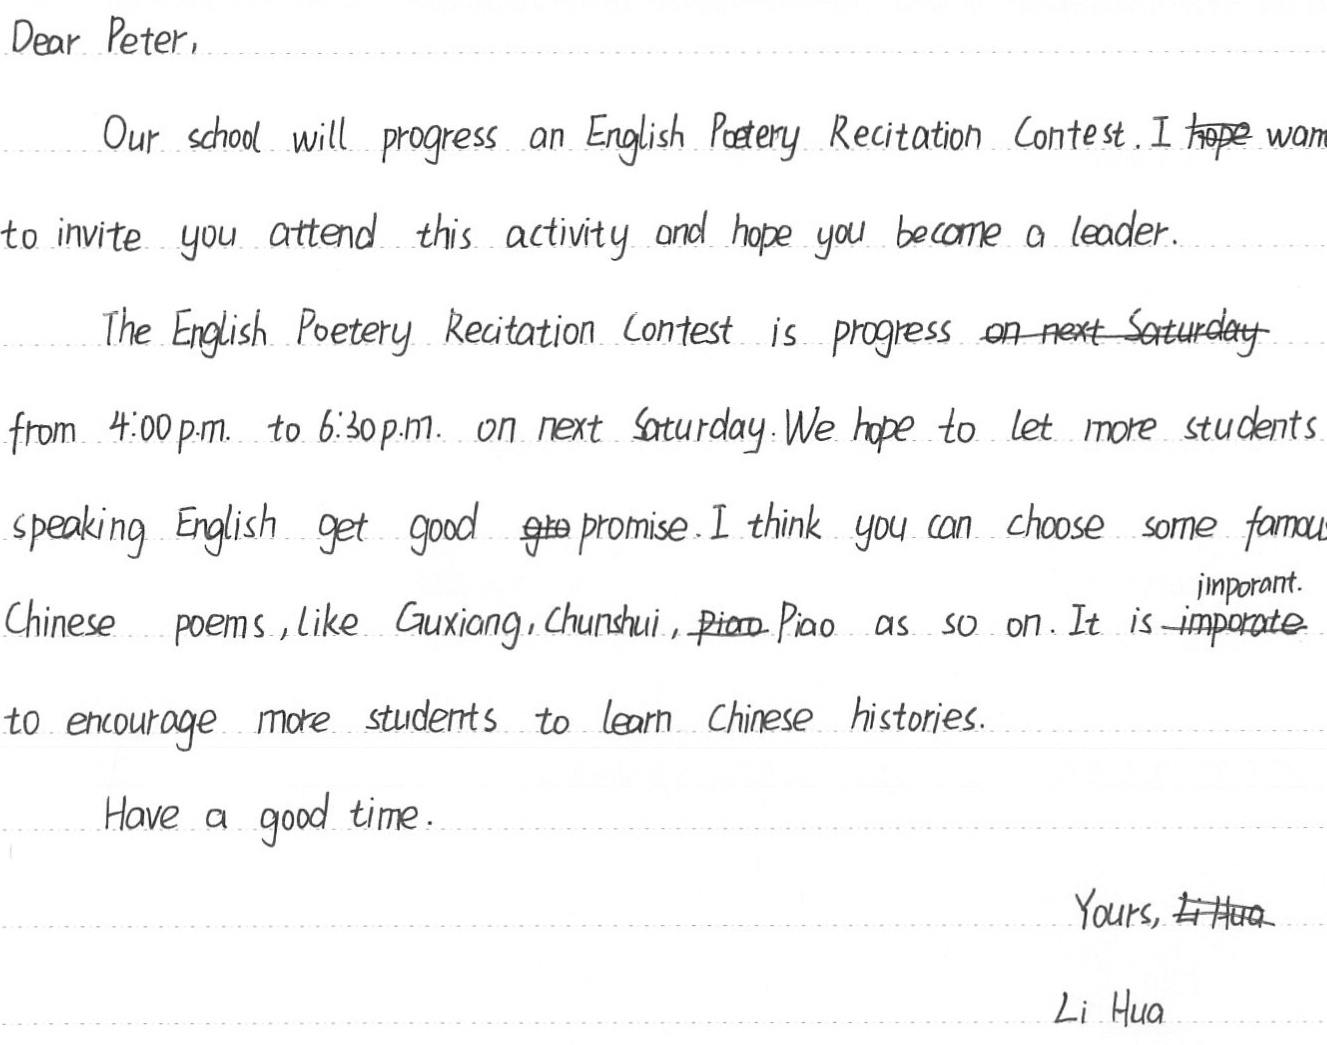 Dear Peter,
Our school will progress an English Poetery Recitation Contest. I hope wan
to invite you attend this activity and hope you become a leader.
The English Poetery Recitation Contest is progress on next Saturday
from 4:00 p.m. to 6:30 p.m. on next Saturday. We hope to let more students
speaking English get good gro promise. I think you can choose some famou
imporant.
Chinese poems, like Guxiang, Chunshui, Piao Piao as so on. It is imporate
to encourage more students to learn Chinese histories.
Have a good time.
Yours, Li Hua
Li Hua